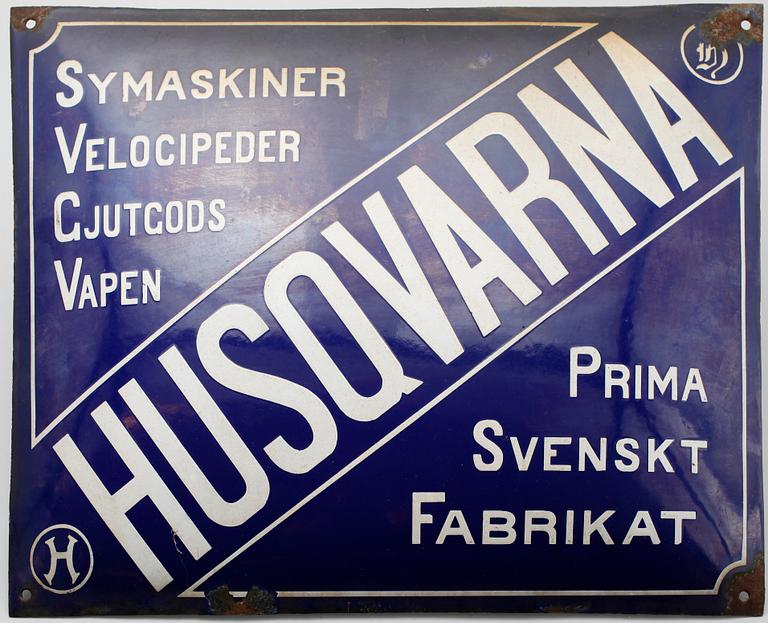 SYMASKINER
VELOCIPEDER
GJUTGODS
VAPEN
HUSQVARNA
PRIMA
SVENSKT
FABRIKAT
H